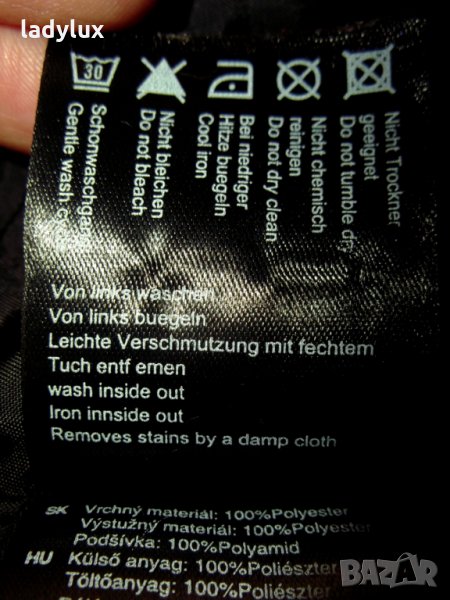 ladylux
30
Schonwaschgang
Gentle wash
Nicht bleichen
Do not bleach
Bei niedriger
Hitze buegeln
Cool iron
Nicht chemisch
reinigen
Do not dry clean
Nicht Trockner
geeignet
Do not tumble dry
Von links waschen
Von links buegeln
Leichte Verschmutzung mit fechtem
Tuch entf emen
wash inside out
Iron innside out
Removes stains by a damp cloth
SK Vrchný materiál: 100%Polyester
Výstužný materiál: 100%Polyester
Podšívka: 100%Polyamid
HU Külső anyag: 100%Poliészter
Töltőanyag: 100%Poliészter
BAZAR